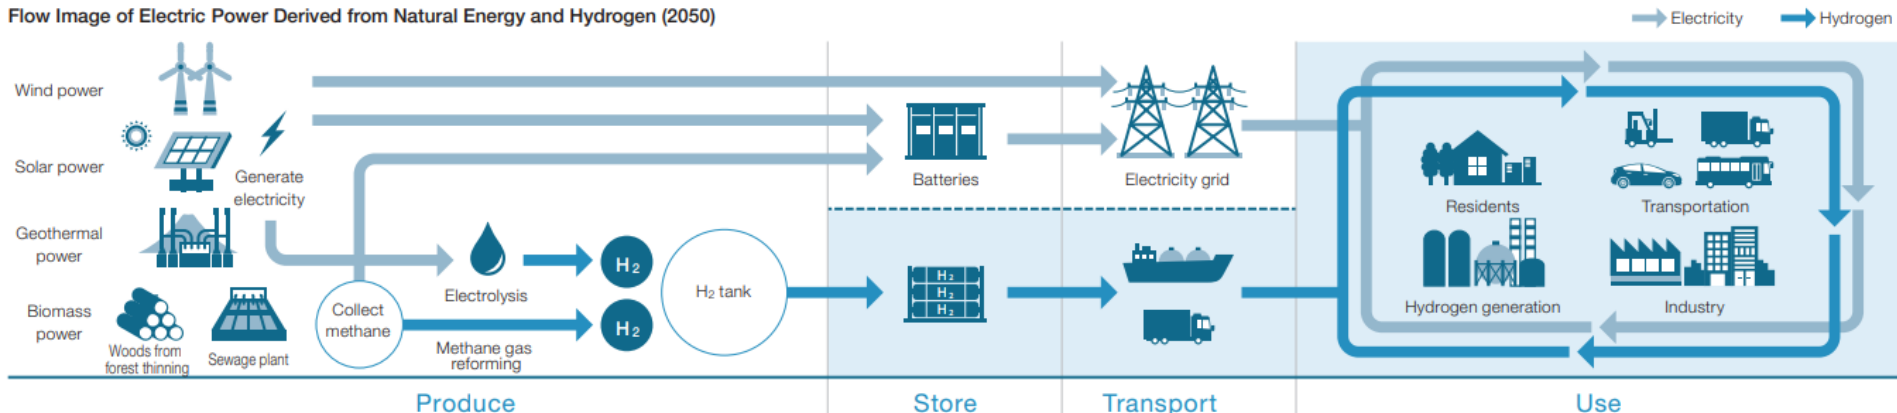 Flow Image of Electric Power Derived from Natural Energy and Hydrogen (2050)
Electricity
Hydrogen
Wind power
Solar power
Generate
electricity
Geothermal
power
Biomass
power
Woods from
forest thinning
Sewage plant
Collect
methane
Electrolysis
Methane gas
reforming
H₂
H₂
H₂ tank
Batteries
H₂
H₂
H₂
Electricity grid
Residents
Transportation
Hydrogen generation
Industry
Produce
Store
Transport
Use